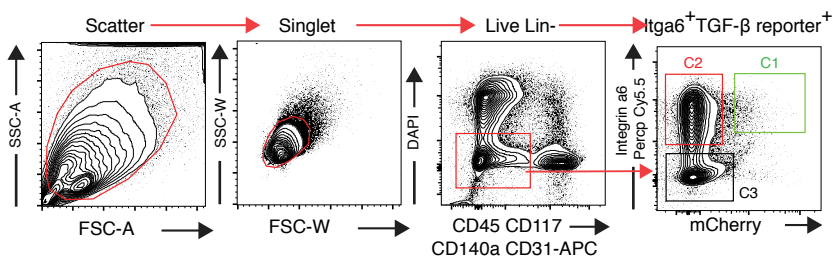 Scatter
Singlet
Live Lin-
Itga6+TGF-β reporter+
SSC-A
FSC-A
SSC-W
FSC-W
DAPI
CD45 CD117
CD140a CD31-APC
Integrin a6
Percp Cy5.5
C2
C1
C3
mCherry